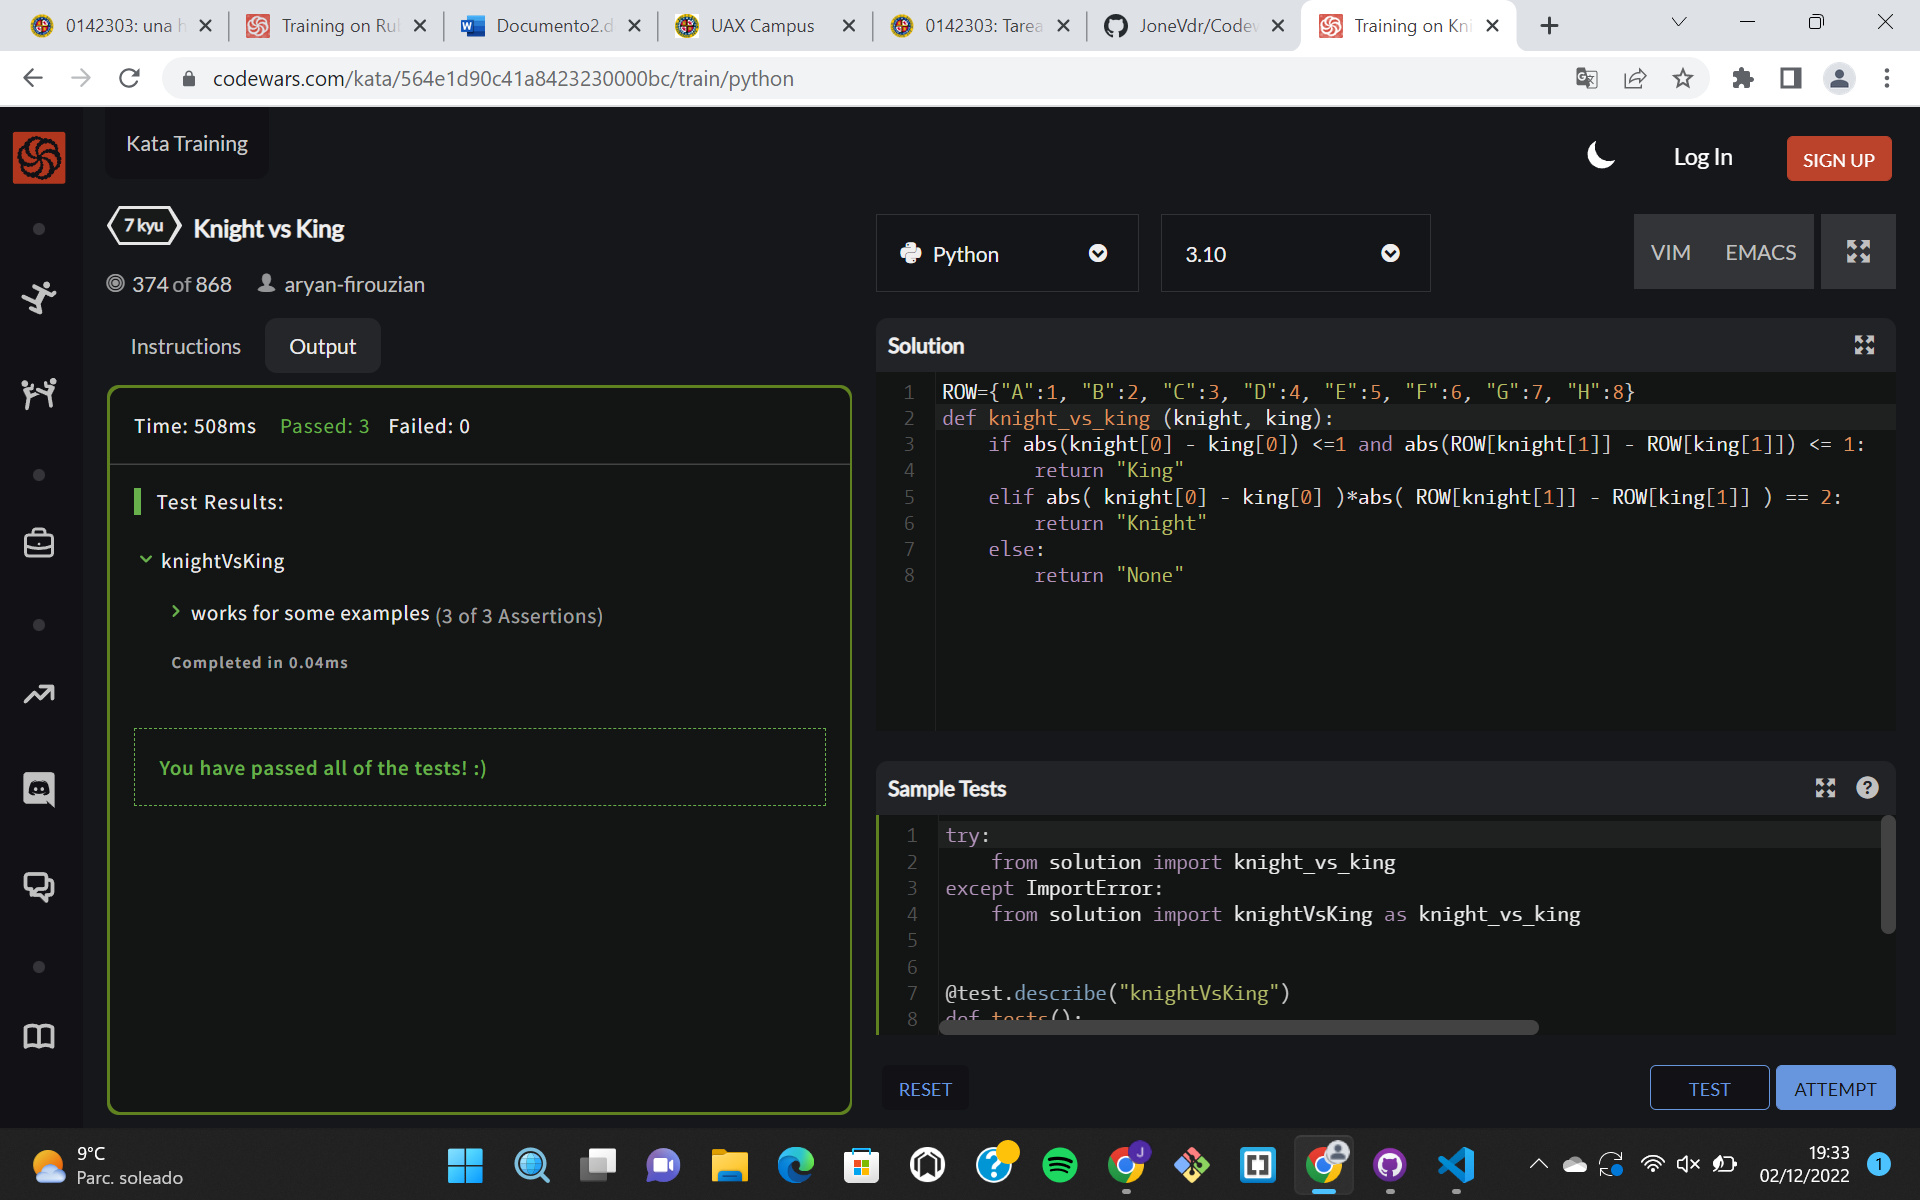 0142303: una h
Training on Ru
Documento2.d
UAX Campus
0142303: Tarea
JoneVdr/Codew
Training on Kni
codewars.com/kata/564e1d90c41a8423230000bc/train/python
Kata Training
Log In
SIGN UP
7 kyu
Knight vs King
374 of 868
aryan-firouzian
Python
3.10
VIM
EMACS
Instructions
Output
Time: 508ms Passed: 3 Failed: 0
Test Results:
knightVsKing
works for some examples (3 of 3 Assertions)
Completed in 0.04ms
You have passed all of the tests! :)
Solution
1 ROW={"A":1, "B":2, "C":3, "D":4, "E":5, "F":6, "G":7, "H":8}
2 def knight_vs_king (knight, king):
3     if abs(knight[0] - king[0]) <=1 and abs(ROW[knight[1]] - ROW[king[1]]) <= 1:
4         return "King"
5     elif abs( knight[0] - king[0] )*abs( ROW[knight[1]] - ROW[king[1]] ) == 2:
6         return "Knight"
7     else:
8         return "None"
Sample Tests
1 try:
2     from solution import knight_vs_king
3 except ImportError:
4     from solution import knightVsKing as knight_vs_king
5
6
7 @test.describe("knightVsKing")
8 def tests():
RESET
TEST
ATTEMPT
9°C
Parc. soleado
J
19:33
02/12/2022
1